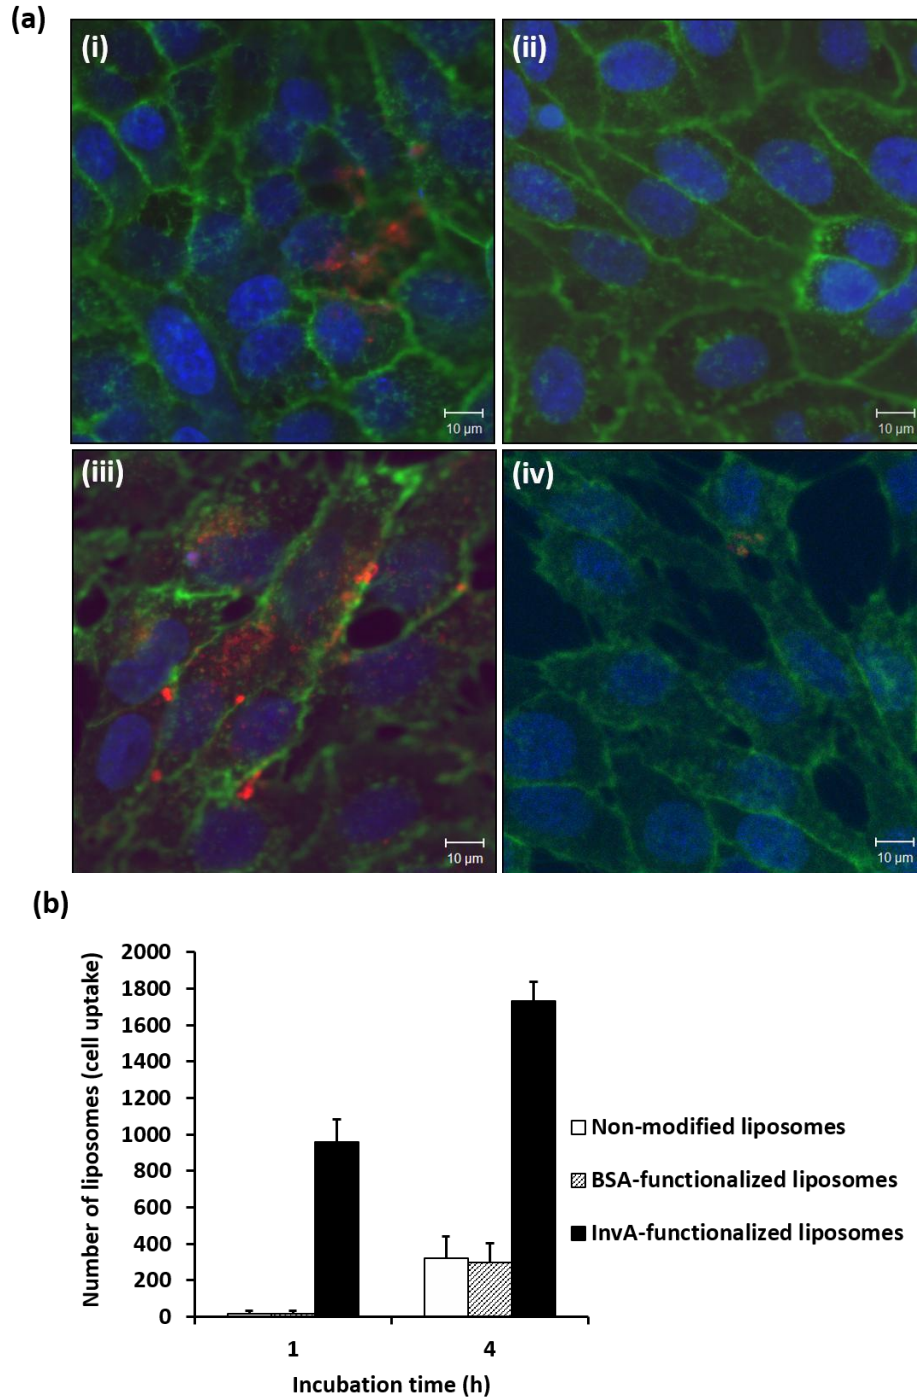 (a)
(i)
(ii)
10 µm
10 µm
(iii)
(iv)
10 µm
10 µm
(b)
Number of liposomes (cell uptake)
2000
1800
1600
1400
1200
1000
800
600
400
200
0
1
4
Incubation time (h)
Non-modified liposomes
BSA-functionalized liposomes
InvA-functionalized liposomes